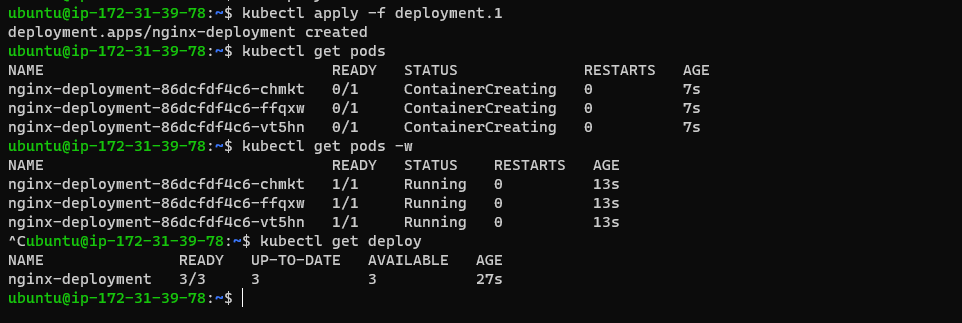 ubuntu@ip-172-31-39-78:~$ kubectl apply -f deployment.1
deployment.apps/nginx-deployment created
ubuntu@ip-172-31-39-78:~$ kubectl get pods
NAME                                READY   STATUS              RESTARTS   AGE
nginx-deployment-86dcfdf4c6-chmkt   0/1     ContainerCreating   0          7s
nginx-deployment-86dcfdf4c6-ffqxw   0/1     ContainerCreating   0          7s
nginx-deployment-86dcfdf4c6-vt5hn   0/1     ContainerCreating   0          7s
ubuntu@ip-172-31-39-78:~$ kubectl get pods -w
NAME                                READY   STATUS    RESTARTS   AGE
nginx-deployment-86dcfdf4c6-chmkt   1/1     Running   0          13s
nginx-deployment-86dcfdf4c6-ffqxw   1/1     Running   0          13s
nginx-deployment-86dcfdf4c6-vt5hn   1/1     Running   0          13s
^Cubuntu@ip-172-31-39-78:~$ kubectl get deploy
NAME               READY   UP-TO-DATE   AVAILABLE   AGE
nginx-deployment   3/3     3            3           27s
ubuntu@ip-172-31-39-78:~$